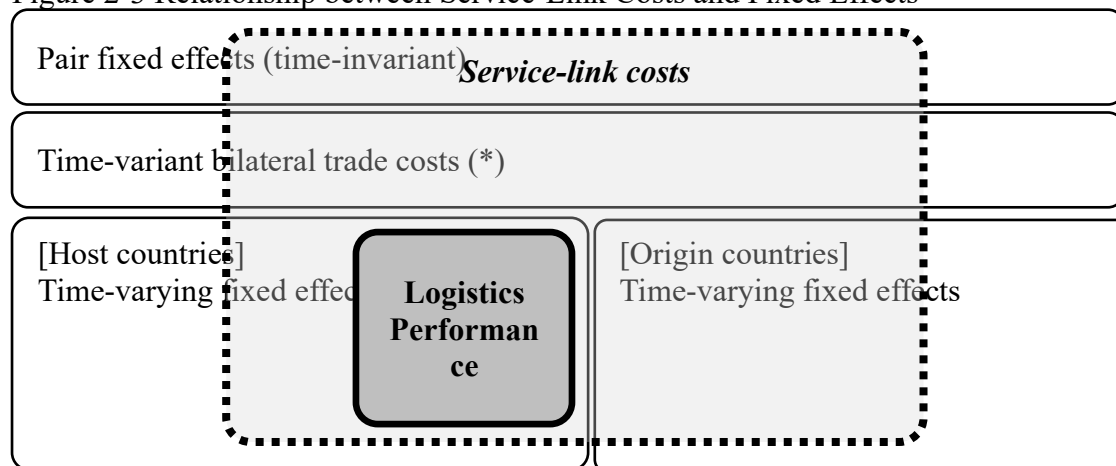 Figure 2-3 Relationship between Service-Link Costs and Fixed Effects
Pair fixed effects (time-invariant)
Service-link costs
Time-variant bilateral trade costs (*)
[Host countries]
Time-varying fixed effec
Logistics
Performan
ce
[Origin countries]
Time-varying fixed effects